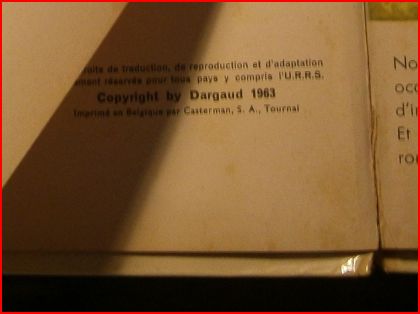 de traduction, de reproduction et d'adaptation
réservés pour tous pays y compris l'U.R.R.S.
Copyright by Dargaud 1963
Imprimé en Belgique par Casterman, S. A., Tournai
No
occ
d'i
Et
ro